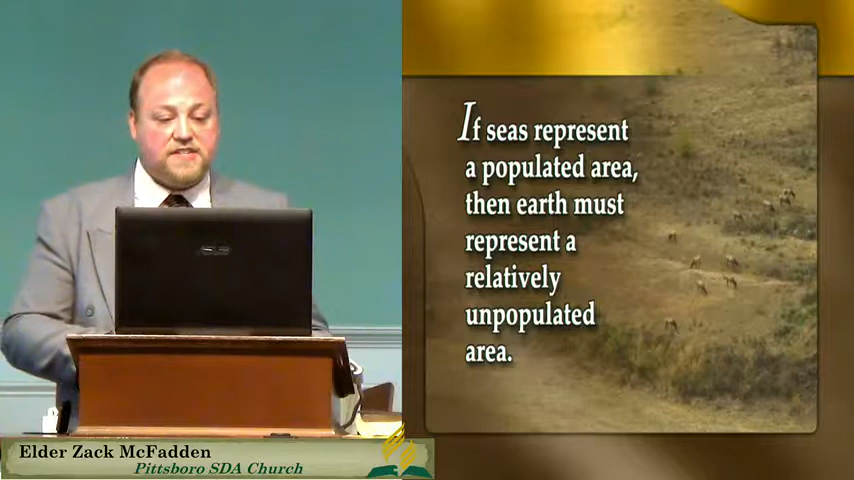 If seas represent
a populated area,
then earth must
represent a
relatively
unpopulated
area.
Elder Zack McFadden
Pittsboro SDA Church